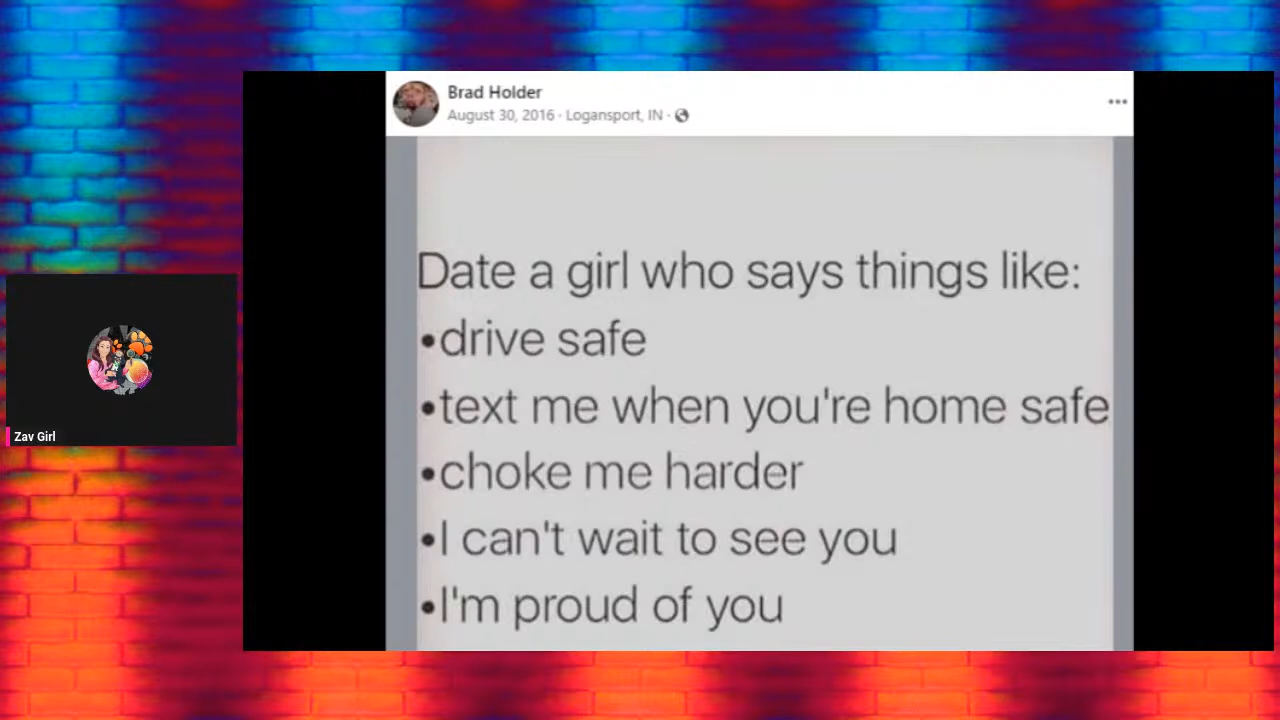 Brad Holder
August 30, 2016 · Logansport, IN ·
Date a girl who says things like:
•drive safe
•text me when you're home safe
•choke me harder
•I can't wait to see you
•I'm proud of you
Zav Girl